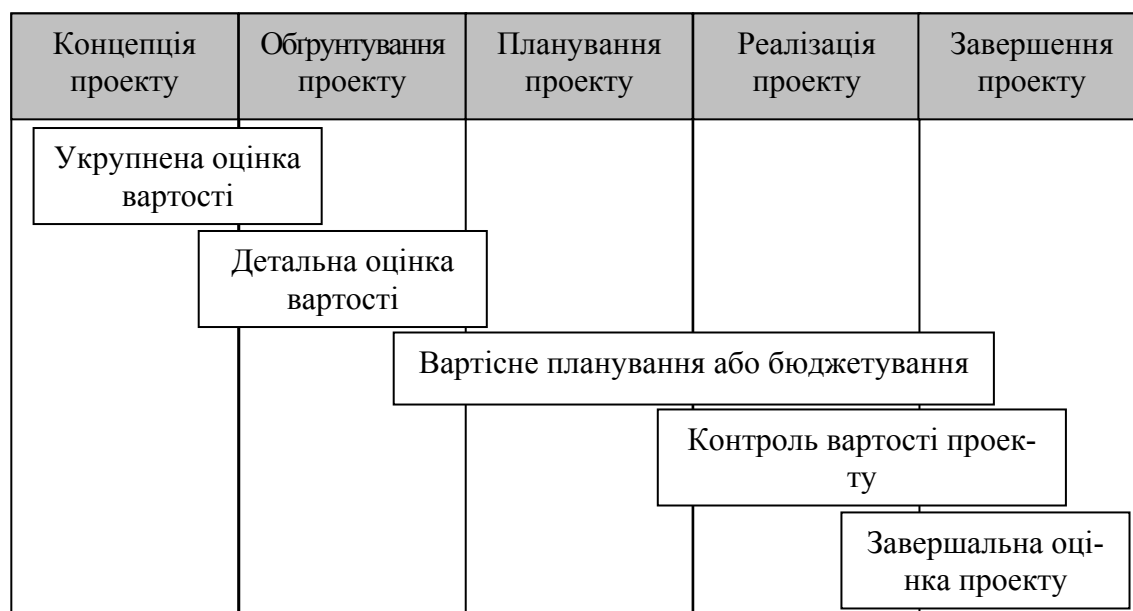 Концепція
проекту
Обґрунтування
проекту
Планування
проекту
Реалізація
проекту
Завершення
проекту
Укрупнена оцінка
вартості
Детальна оцінка
вартості
Вартісне планування або бюджетування
Контроль вартості проек-
ту
Завершальна оці-
нка проекту